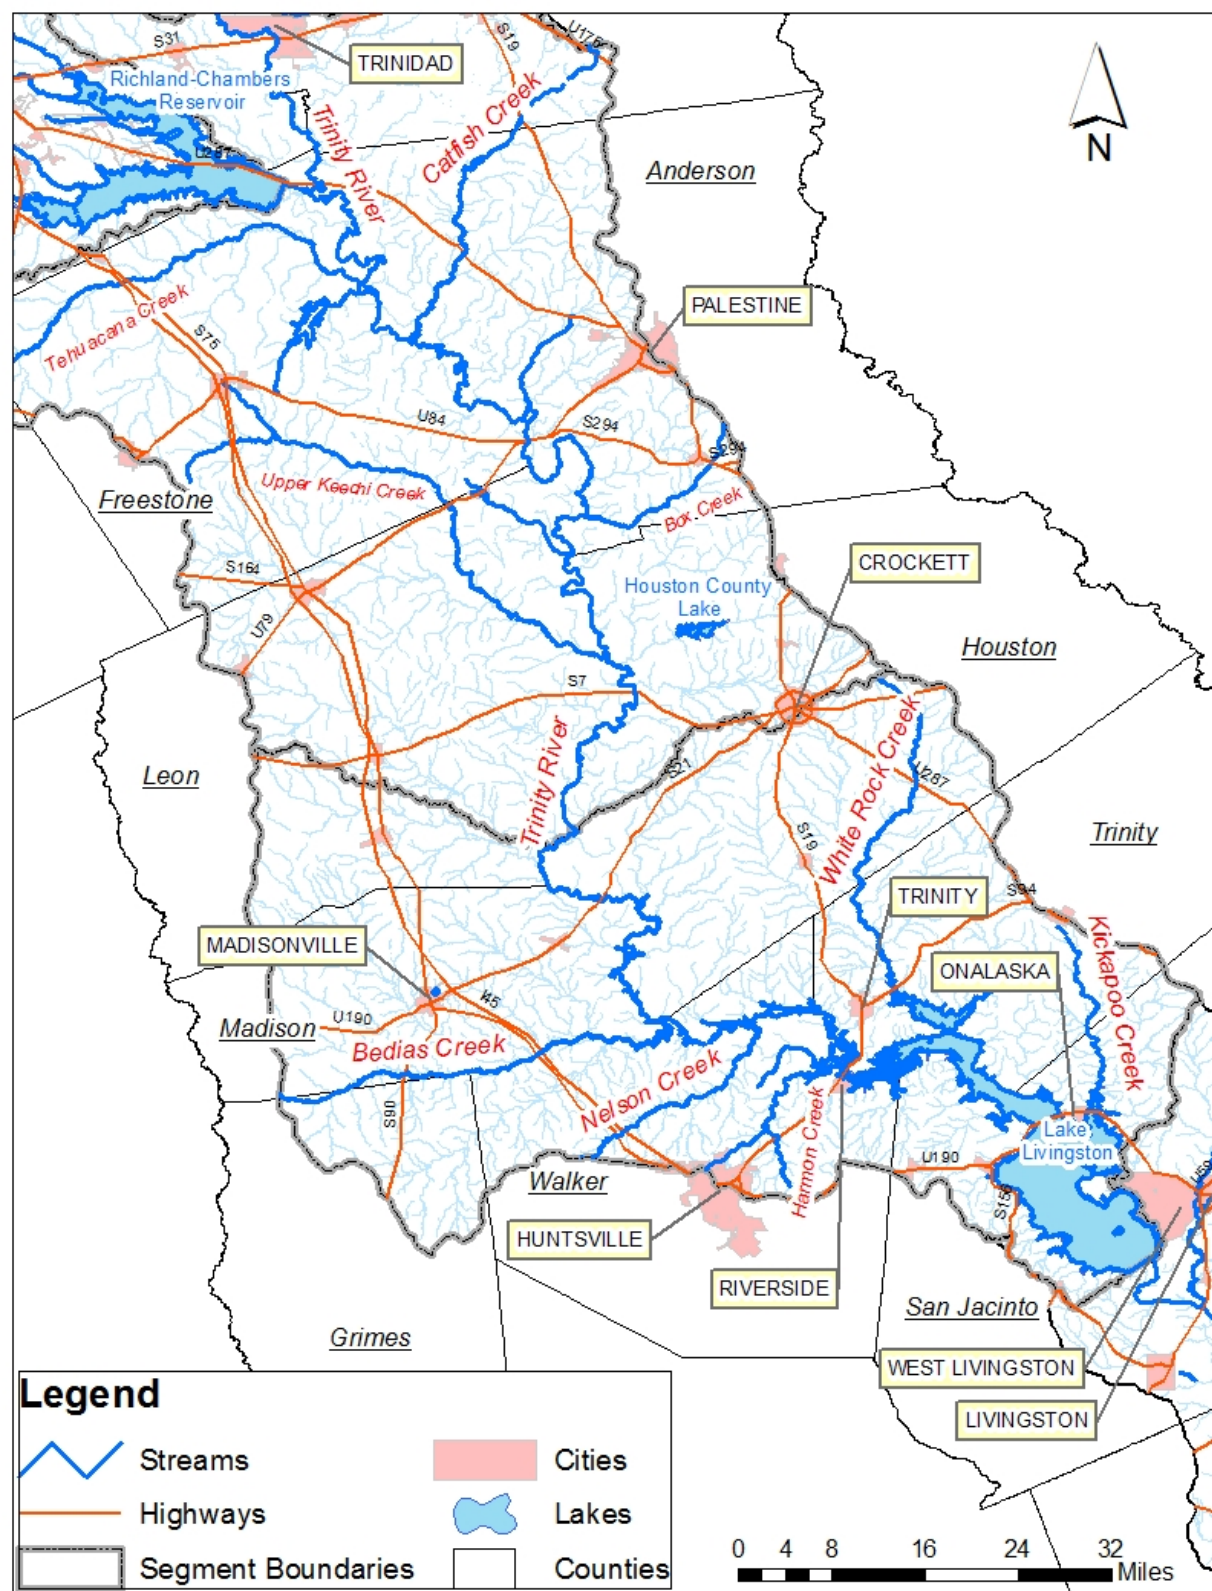 S31
TRINIDAD
S19
U175
Richland-Chambers
Reservoir
Trinity River
Catfish Creek
N
U287
Anderson
Tehuacana Creek
S75
PALESTINE
U84
S294
S294
Freestone
Upper Keechi Creek
Box Creek
S164
U79
Houston County
Lake
CROCKETT
Houston
S7
Leon
Trinity River
S21
White Rock Creek
U287
S19
Trinity
S94
TRINITY
MADISONVILLE
ONALASKA
Kickapoo Creek
I45
U190
Madison
Bedias Creek
Nelson Creek
S90
Harmon Creek
Lake
Livingston
U190
U59
S156
Walker
HUNTSVILLE
RIVERSIDE
San Jacinto
Grimes
WEST LIVINGSTON
LIVINGSTON
Legend
Streams
Cities
Highways
Lakes
Segment Boundaries
Counties
0 4 8 16 24 32
Miles